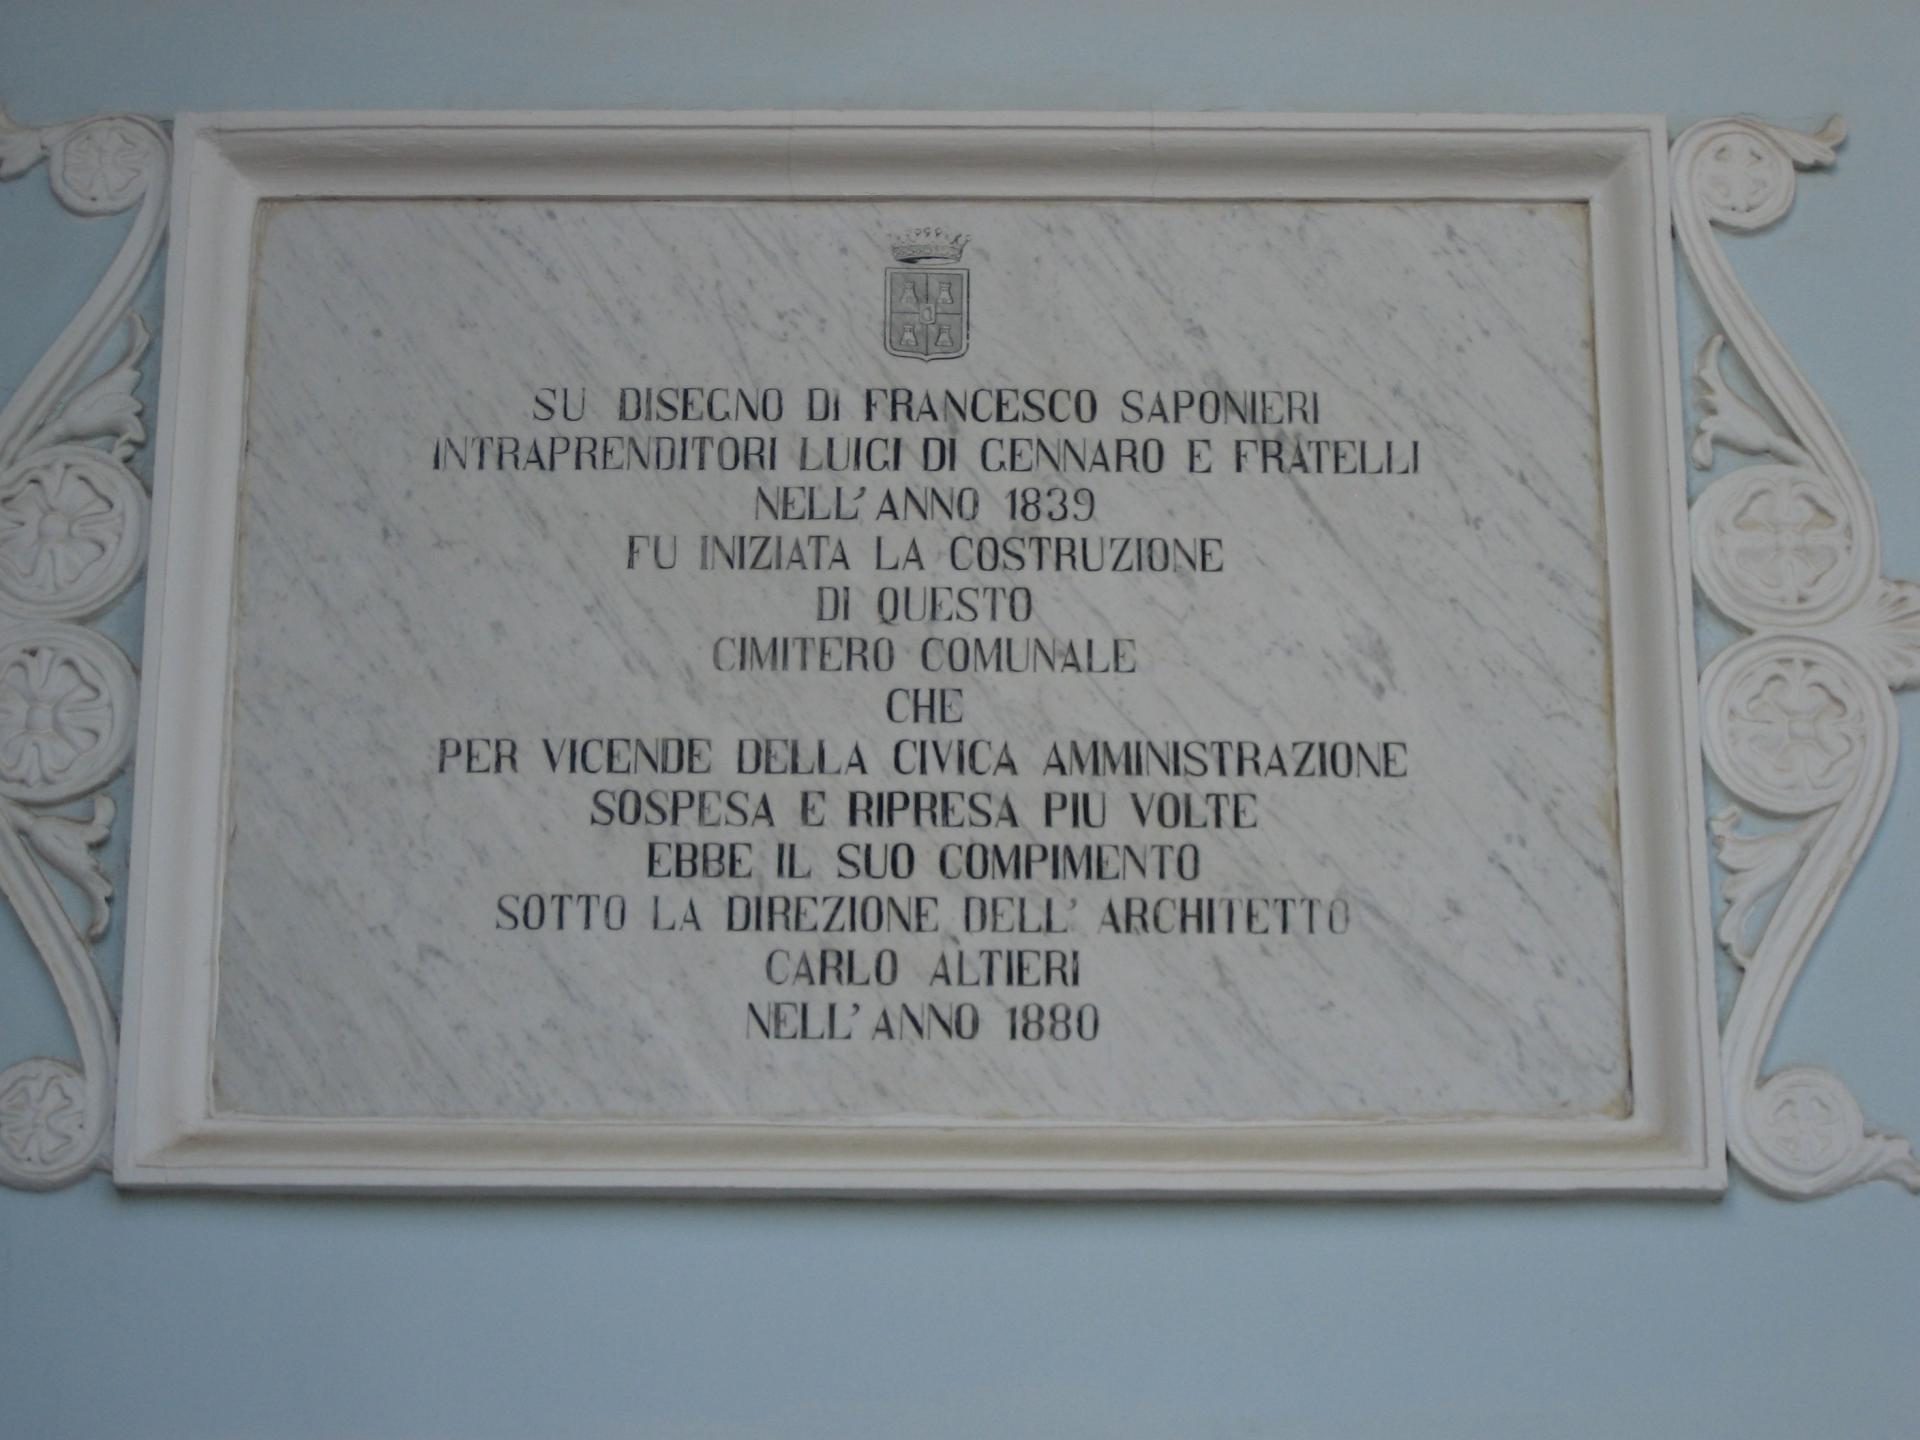 SU DISEGNO DI FRANCESCO SAPONIERI
INTRAPRENDITORI LUIGI DI GENNARO E FRATELLI
NELL'ANNO 1839
FU INIZIATA LA COSTRUZIONE
DI QUESTO
CIMITERO COMUNALE
CHE
PER VICENDE DELLA CIVICA AMMINISTRAZIONE
SOSPESA E RIPRESA PIU VOLTE
EBBE IL SUO COMPIMENTO
SOTTO LA DIREZIONE DELL' ARCHITETTO
CARLO ALTIERI
NELL'ANNO 1880